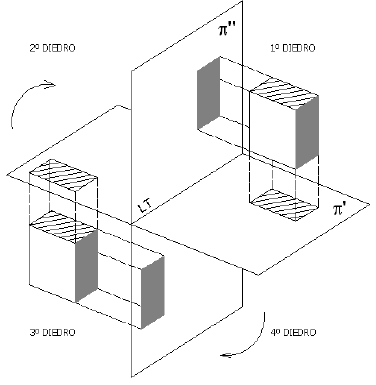 π"
2º DIEDRO
1º DIEDRO
LT
π'
3º DIEDRO
4º DIEDRO